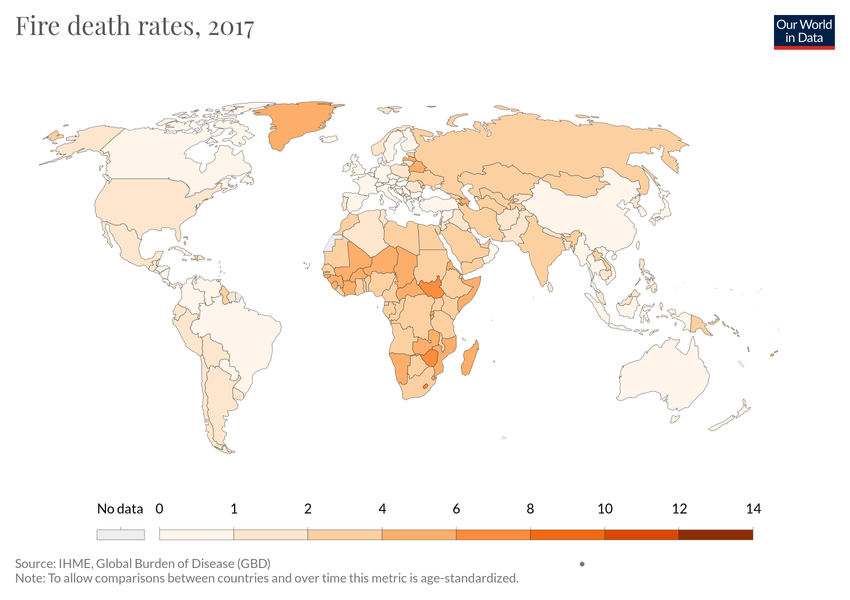 Fire death rates, 2017
Our World
in Data
No data 0 1 2 4 6 8 10 12 14
Source: IHME, Global Burden of Disease (GBD)
Note: To allow comparisons between countries and over time this metric is age-standardized.